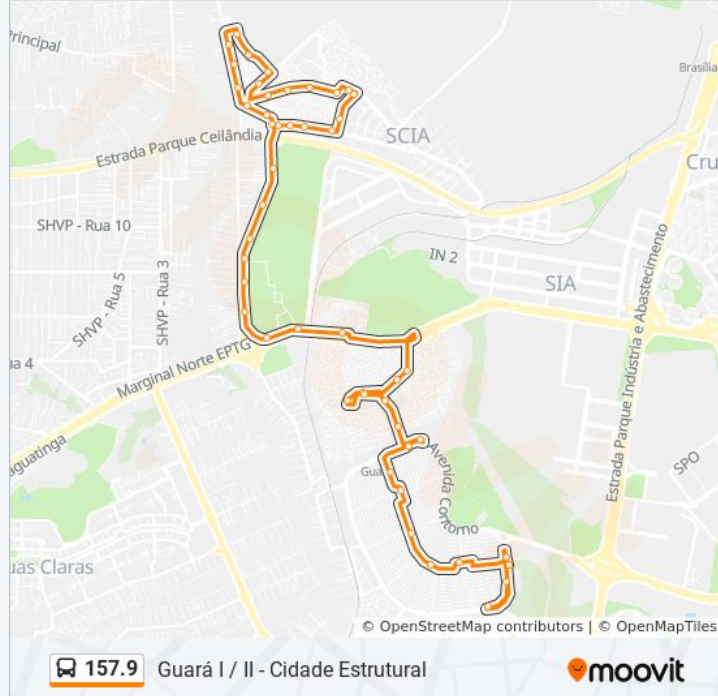 Principal
Brasília
Cru
SCIA
Estrada Parque Ceilândia
SHVP - Rua 10
IN 2
SIA
SHVP - Rua 5
SHVP - Rua 3
Estrada Parque Indústria e Abastecimento
ua 4
Marginal Norte EPTG
aguatinga
Avenida Contorno
SPO
Gua
uas Claras
© OpenStreetMap contributors | © OpenMapTiles
157.9 Guará I / II - Cidade Estrutural
moovit